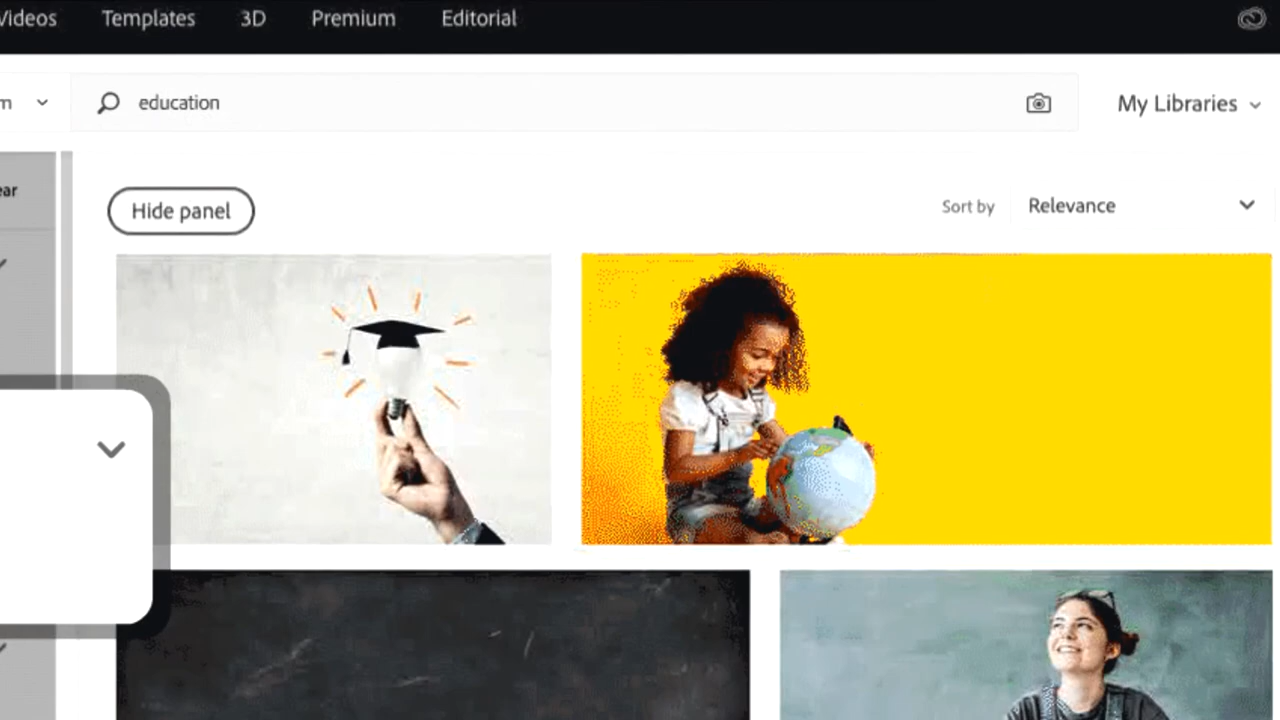 Videos Templates 3D Premium Editorial
education
My Libraries
Hide panel
Sort by Relevance